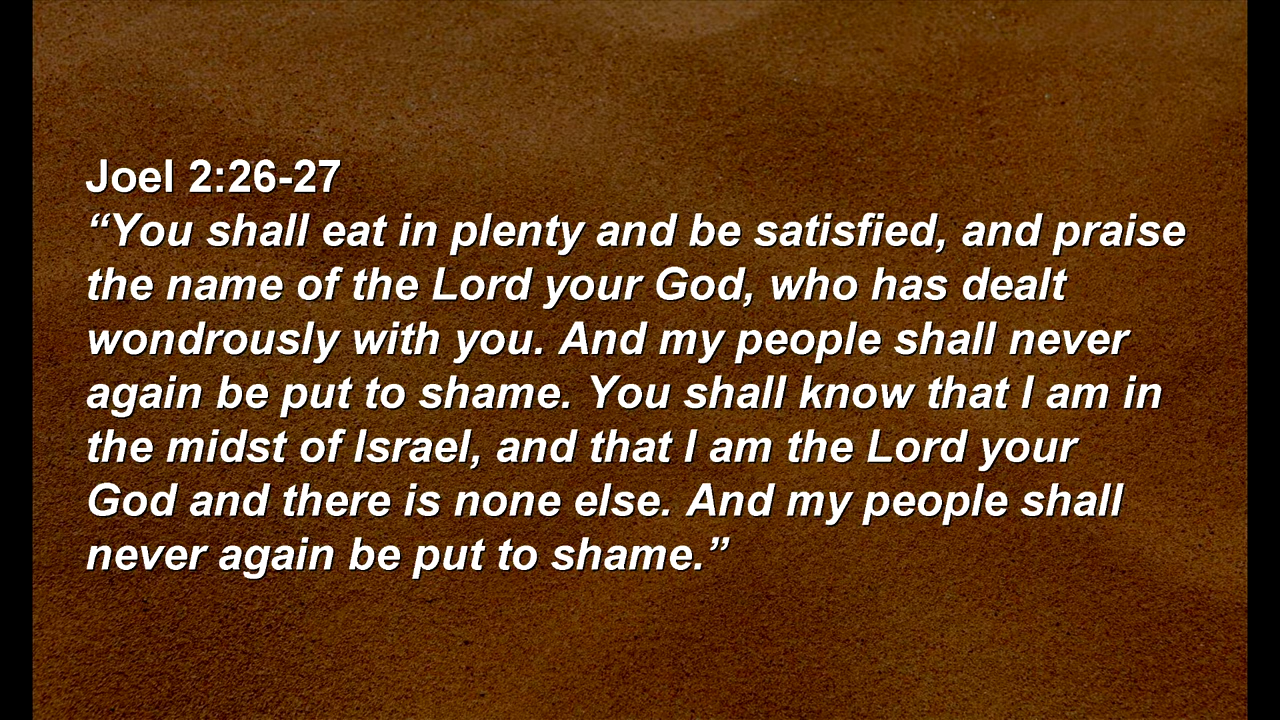 Joel 2:26-27
“You shall eat in plenty and be satisfied, and praise
the name of the Lord your God, who has dealt
wondrously with you. And my people shall never
again be put to shame. You shall know that I am in
the midst of Israel, and that I am the Lord your
God and there is none else. And my people shall
never again be put to shame.”